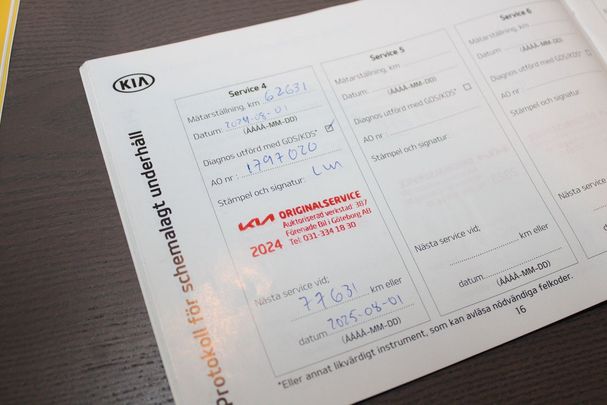 KIA
Protokoll för schemalagt underhåll
Service 4
Mätarställning, km 62631
Datum 2024-08-01
(ÅÅÅÅ-MM-DD)
Diagnos utförd med GDS/KDS*
AO nr : 1797020
Stämpel och signatur:
KIA ORIGINALSERVICE
Auktoriserad verkstad: 387
Förenade Bil i Göteborg AB
2024 Tel: 031-334 18 30
Nästa service vid;
77631 km eller
datum 2025-08-01
(ÅÅÅÅ-MM-DD)
Service 5
Mätarställning, km
Datum
(ÅÅÅÅ-MM-DD)
Diagnos utförd med GDS/KDS*
AO nr :
Stämpel och signatur:
Nästa service vid;
km eller
datum
(ÅÅÅÅ-MM-DD)
Service 6
Mätarställning, km
Datum
(ÅÅÅÅ-MM-DD)
Diagnos utförd med GDS/KDS*
AO nr :
Stämpel och signatur:
Nästa service
datum
*Eller annat likvärdigt instrument, som kan avläsa nödvändiga felkoder.
16